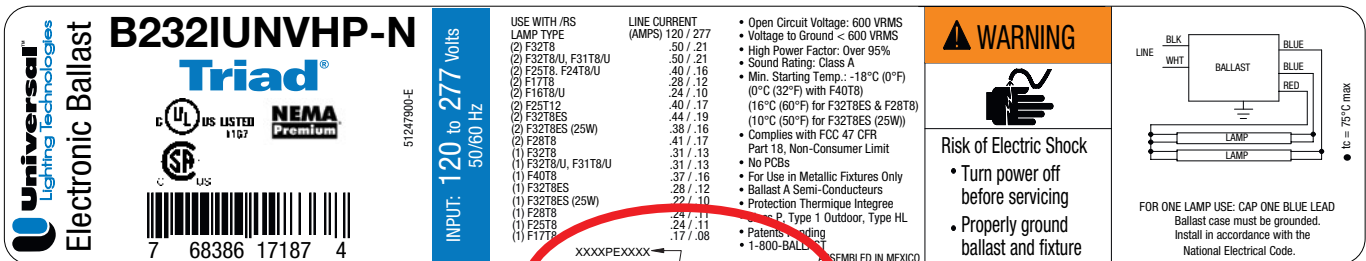 Universal®
Lighting Technologies
Electronic Ballast
B232IUNVHP-N
Triad®
C UL US LISTED
NEMA
Premium
SA
C US
51247900-E
7 68386 17187 4
INPUT: 120 to 277 Volts
50/60 Hz
USE WITH /RS LINE CURRENT
LAMP TYPE (AMPS) 120 / 277
(2) F32T8 .50 / .21
(2) F32T8/U, F31T8/U .50 / .21
(2) F25T8. F24T8/U .40 / .16
(2) F17T8 .28 / .12
(2) F16T8/U .24 / .10
(2) F25T12 .40 / .17
(2) F32T8ES .44 / .19
(2) F32T8ES (25W) .38 / .16
(2) F28T8 .41 / .17
(1) F32T8 .31 / .13
(1) F32T8/U, F31T8/U .31 / .13
(1) F40T8 .37 / .16
(1) F32T8ES .28 / .12
(1) F32T8ES (25W) .22 / .10
(1) F28T8 .24 / .11
(1) F25T8 .24 / .11
(1) F17T8 .17 / .08
XXXXPEXXXX
• Open Circuit Voltage: 600 VRMS
• Voltage to Ground < 600 VRMS
• High Power Factor: Over 95%
• Sound Rating: Class A
• Min. Starting Temp.: -18°C (0°F)
(0°C (32°F) with F40T8)
(16°C (60°F) for F32T8ES & F28T8)
(10°C (50°F) for F32T8ES (25W))
• Complies with FCC 47 CFR
Part 18, Non-Consumer Limit
• No PCBs
• For Use in Metallic Fixtures Only
• Ballast A Semi-Conducteurs
• Protection Thermique Integree
P, Type 1 Outdoor, Type HL
• Patents Pending
• 1-800-BALLAST
ASSEMBLED IN MEXICO
WARNING
Risk of Electric Shock
• Turn power off
before servicing
• Properly ground
ballast and fixture
LINE
BLK
WHT
BALLAST
BLUE
BLUE
RED
LAMP
LAMP
• tc = 75°C max
FOR ONE LAMP USE: CAP ONE BLUE LEAD
Ballast case must be grounded.
Install in accordance with the
National Electrical Code.